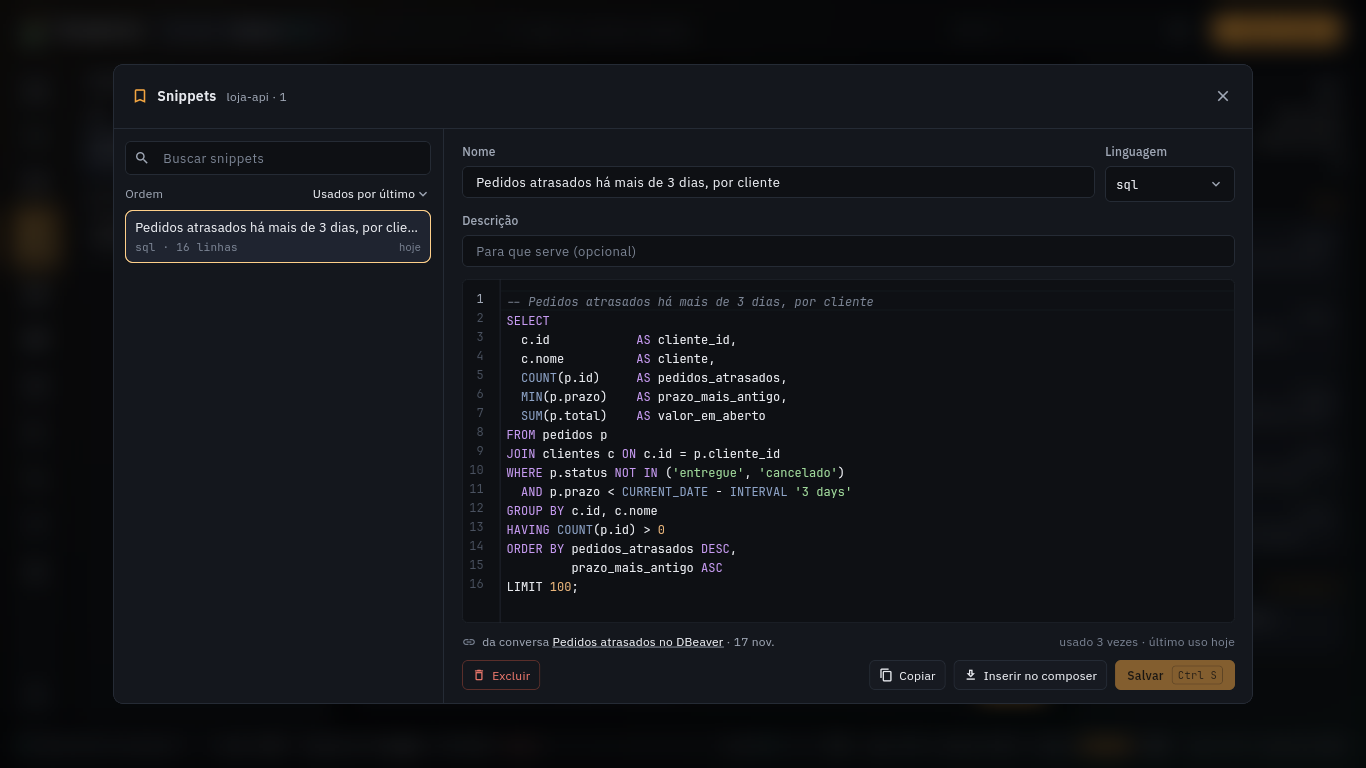 Snippets loja-api · 1
Buscar snippets
Ordem Usados por último
Pedidos atrasados há mais de 3 dias, por clie...
sql · 16 linhas hoje
Nome
Pedidos atrasados há mais de 3 dias, por cliente
Linguagem
sql
Descrição
Para que serve (opcional)
1 -- Pedidos atrasados há mais de 3 dias, por cliente
2 SELECT
3   c.id            AS cliente_id,
4   c.nome          AS cliente,
5   COUNT(p.id)     AS pedidos_atrasados,
6   MIN(p.prazo)    AS prazo_mais_antigo,
7   SUM(p.total)    AS valor_em_aberto
8 FROM pedidos p
9 JOIN clientes c ON c.id = p.cliente_id
10 WHERE p.status NOT IN ('entregue', 'cancelado')
11   AND p.prazo < CURRENT_DATE - INTERVAL '3 days'
12 GROUP BY c.id, c.nome
13 HAVING COUNT(p.id) > 0
14 ORDER BY pedidos_atrasados DESC,
15          prazo_mais_antigo ASC
16 LIMIT 100;
da conversa Pedidos atrasados no DBeaver · 17 nov. usado 3 vezes · último uso hoje
Excluir Copiar Inserir no composer Salvar Ctrl S